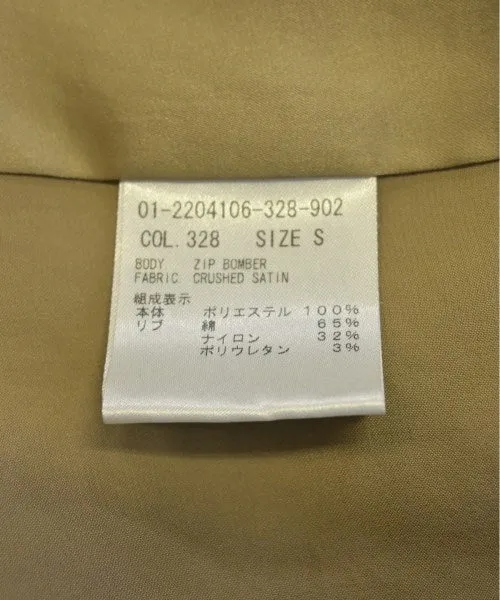 01-2204106-328-902
COL.328 SIZE S
BODY ZIP BOMBER
FABRIC CRUSHED SATIN
組成表示
本体 ポリエステル 100%
リブ 綿 65%
ナイロン 32%
ポリウレタン 3%